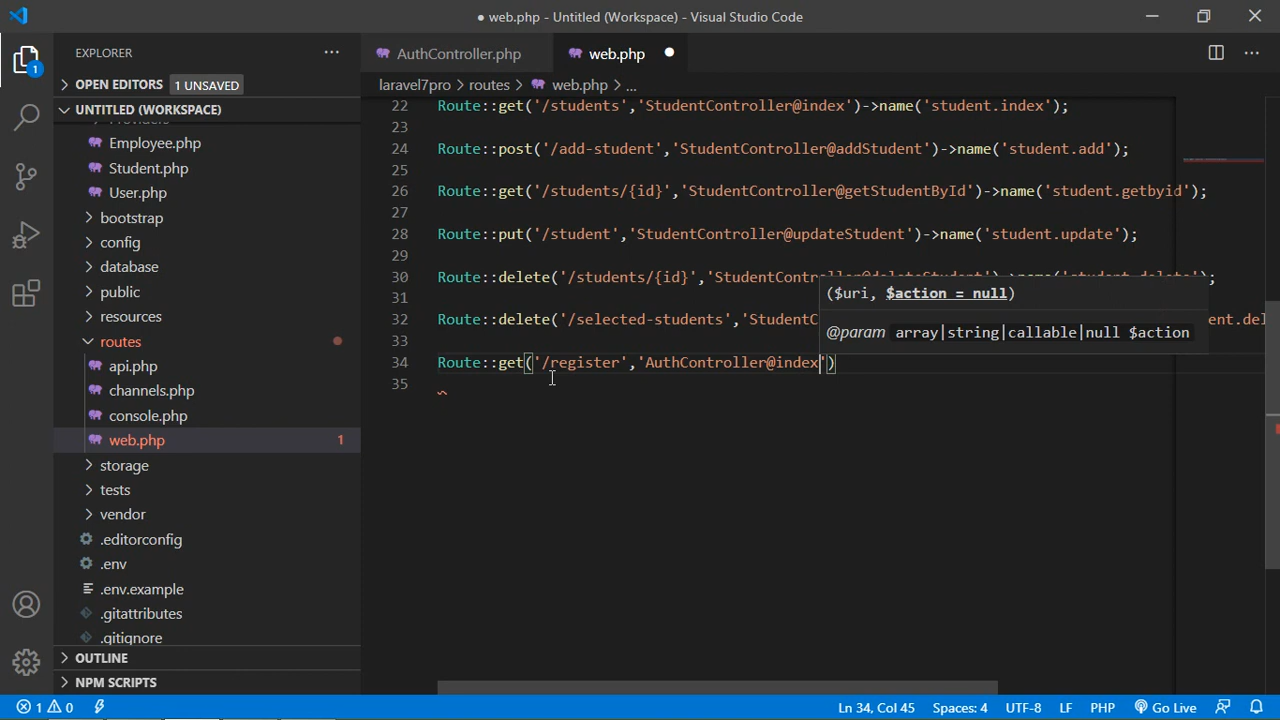 ● web.php - Untitled (Workspace) - Visual Studio Code
EXPLORER
AuthController.php
web.php
OPEN EDITORS 1 UNSAVED
laravel7pro > routes > web.php > ...
UNTITLED (WORKSPACE)
Employee.php
Student.php
User.php
bootstrap
config
database
public
resources
routes
api.php
channels.php
console.php
web.php 1
storage
tests
vendor
.editorconfig
.env
.env.example
.gitattributes
.gitignore
OUTLINE
NPM SCRIPTS
22 Route::get('/students','StudentController@index')->name('student.index');
23
24 Route::post('/add-student','StudentController@addStudent')->name('student.add');
25
26 Route::get('/students/{id}','StudentController@getStudentById')->name('student.getbyid');
27
28 Route::put('/student','StudentController@updateStudent')->name('student.update');
29
30 Route::delete('/students/{id}','StudentController@deleteStudent')->name('student.delete');
31
32 Route::delete('/selected-students','StudentC
34 Route::get('/register','AuthController@index')
35
($uri, $action = null)
@param array|string|callable|null $action
1
1 0
Ln 34, Col 45
Spaces: 4
UTF-8
LF
PHP
Go Live